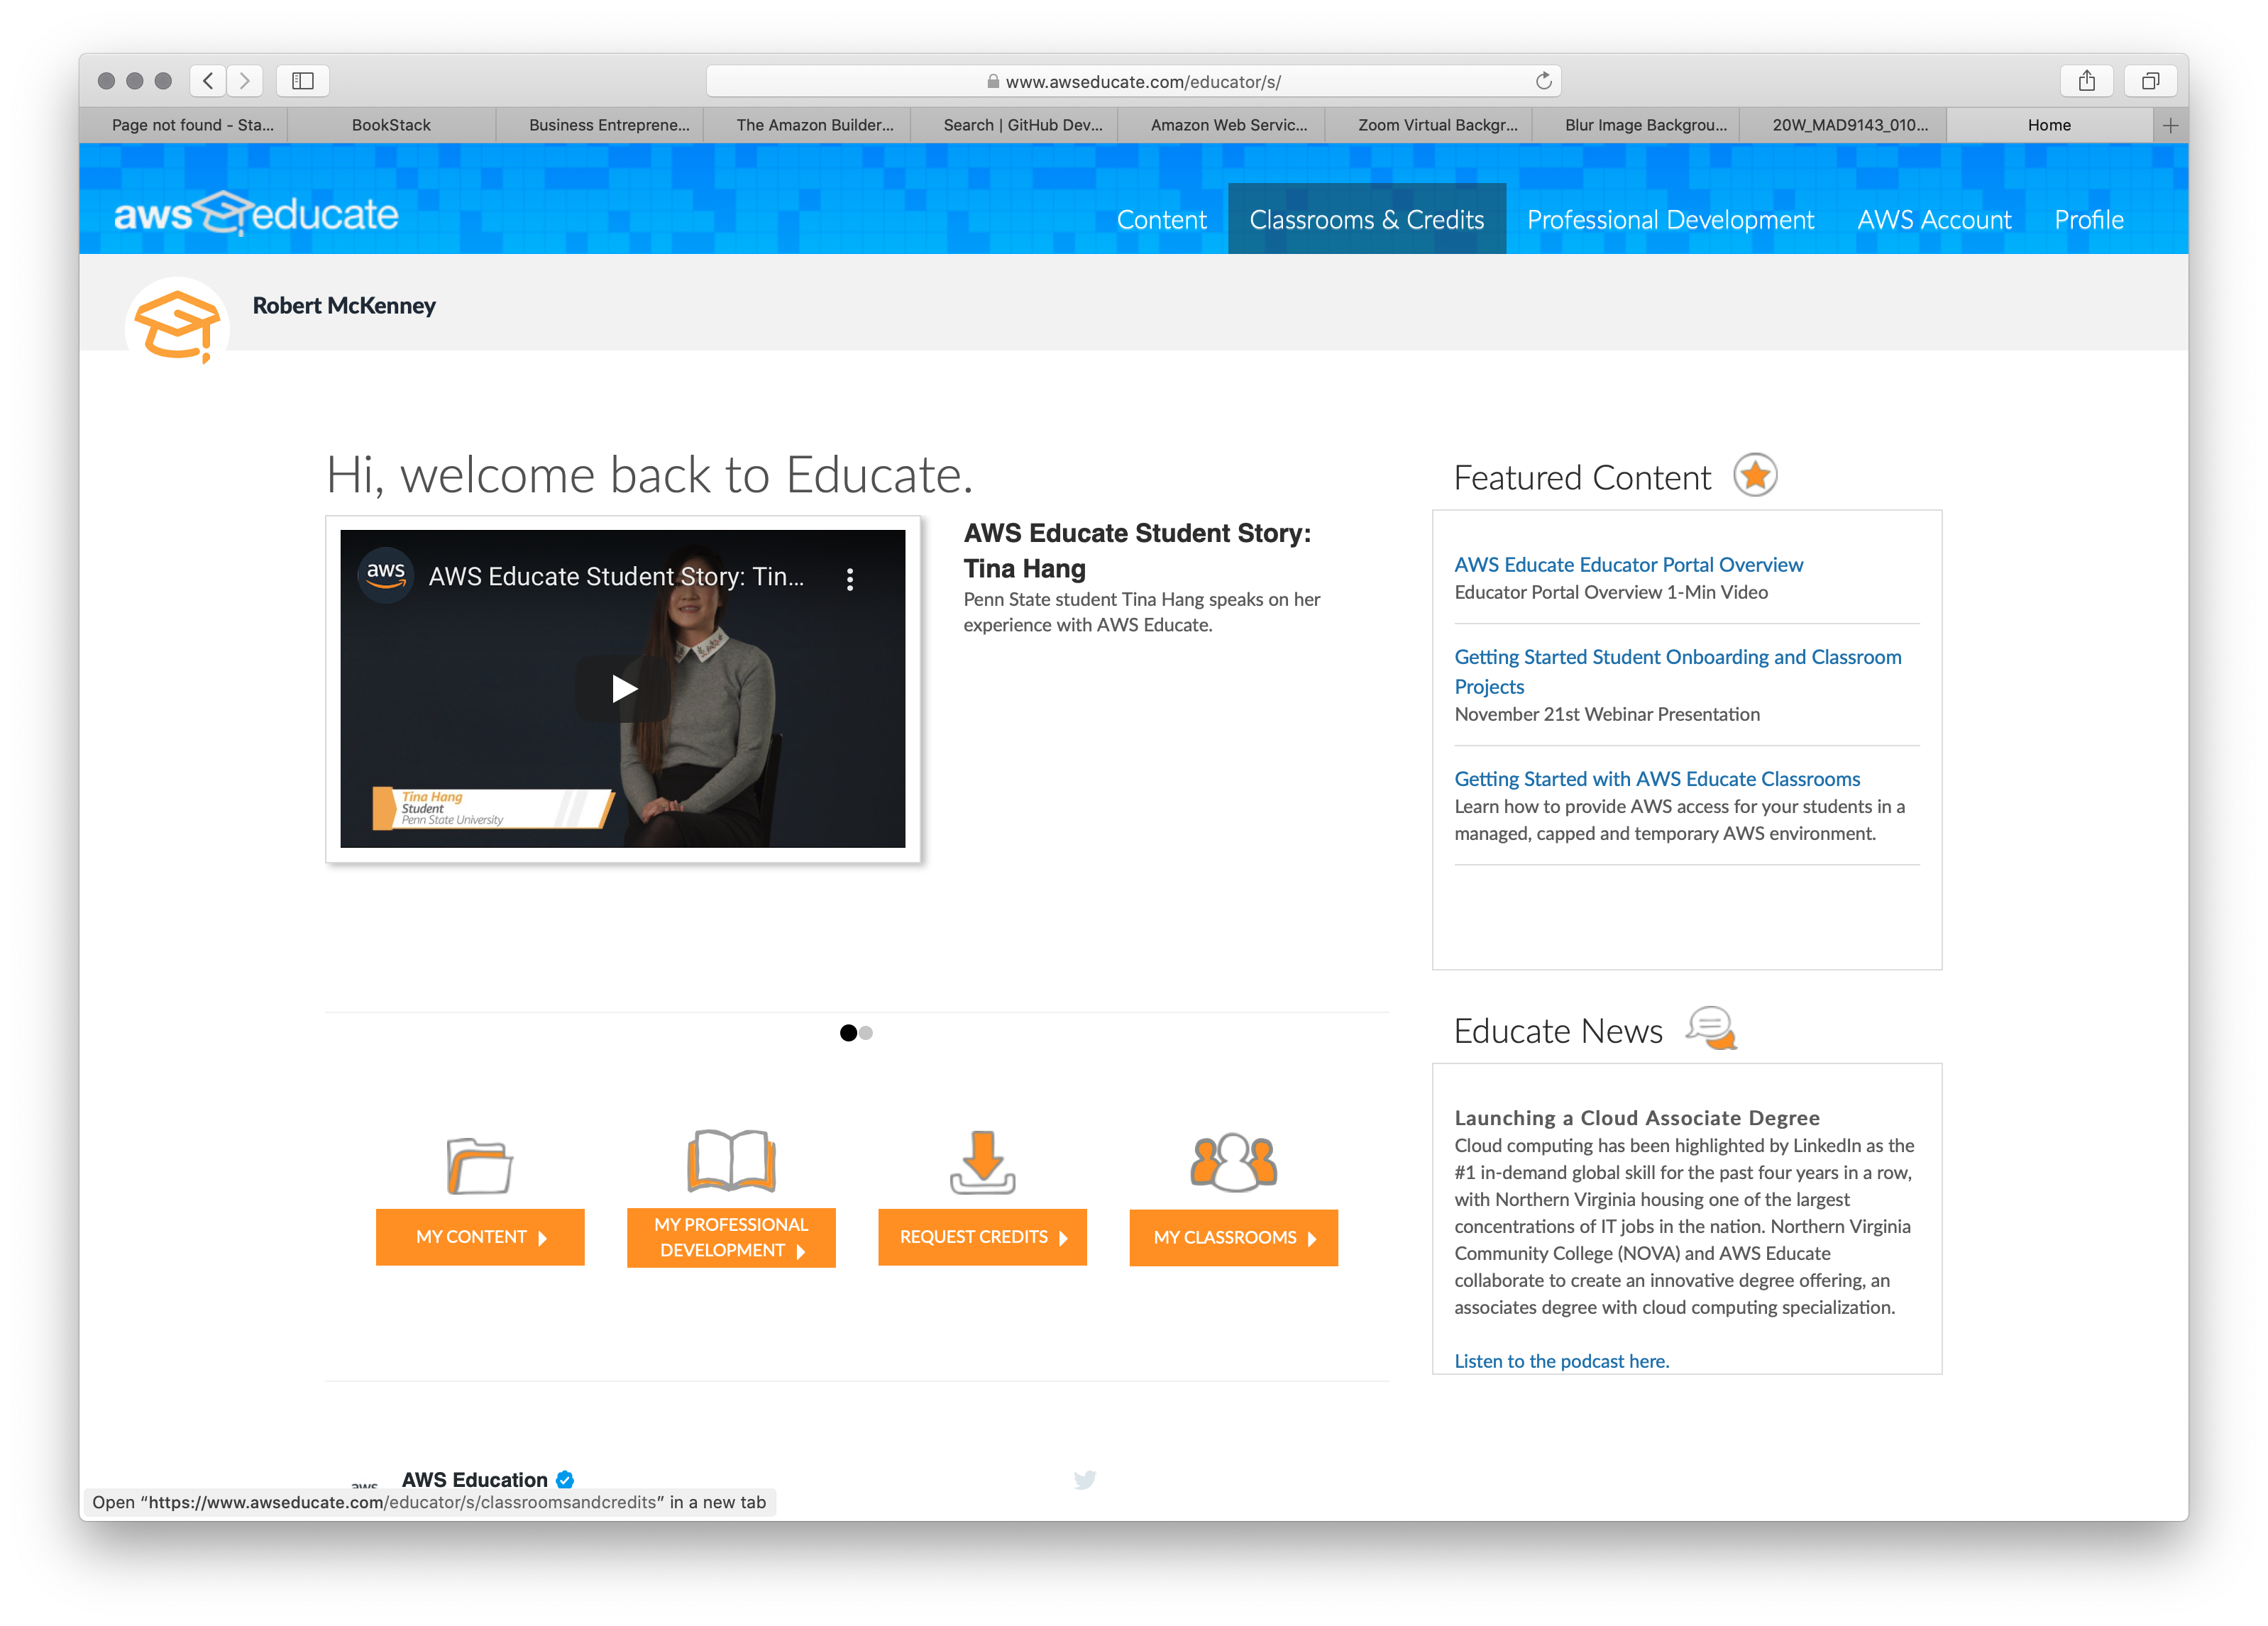 www.awseducate.com/educator/s/
Page not found - Sta...
BookStack
Business Entreprene...
The Amazon Builder...
Search | GitHub Dev...
Amazon Web Servic...
Zoom Virtual Backgr...
Blur Image Backgrou...
20W_MAD9143_010...
Home
aws educate
Content
Classrooms & Credits
Professional Development
AWS Account
Profile
Robert McKenney
Hi, welcome back to Educate.
aws
AWS Educate Student Story: Tin...
Tina Hang
Student
Penn State University
AWS Educate Student Story:
Tina Hang
Penn State student Tina Hang speaks on her
experience with AWS Educate.
MY CONTENT
MY PROFESSIONAL
DEVELOPMENT
REQUEST CREDITS
MY CLASSROOMS
Featured Content
AWS Educate Educator Portal Overview
Educator Portal Overview 1-Min Video
Getting Started Student Onboarding and Classroom
Projects
November 21st Webinar Presentation
Getting Started with AWS Educate Classrooms
Learn how to provide AWS access for your students in a
managed, capped and temporary AWS environment.
Educate News
Launching a Cloud Associate Degree
Cloud computing has been highlighted by LinkedIn as the
#1 in-demand global skill for the past four years in a row,
with Northern Virginia housing one of the largest
concentrations of IT jobs in the nation. Northern Virginia
Community College (NOVA) and AWS Educate
collaborate to create an innovative degree offering, an
associates degree with cloud computing specialization.
Listen to the podcast here.
aws
AWS Education
Open “https://www.awseducate.com/educator/s/classroomsandcredits” in a new tab